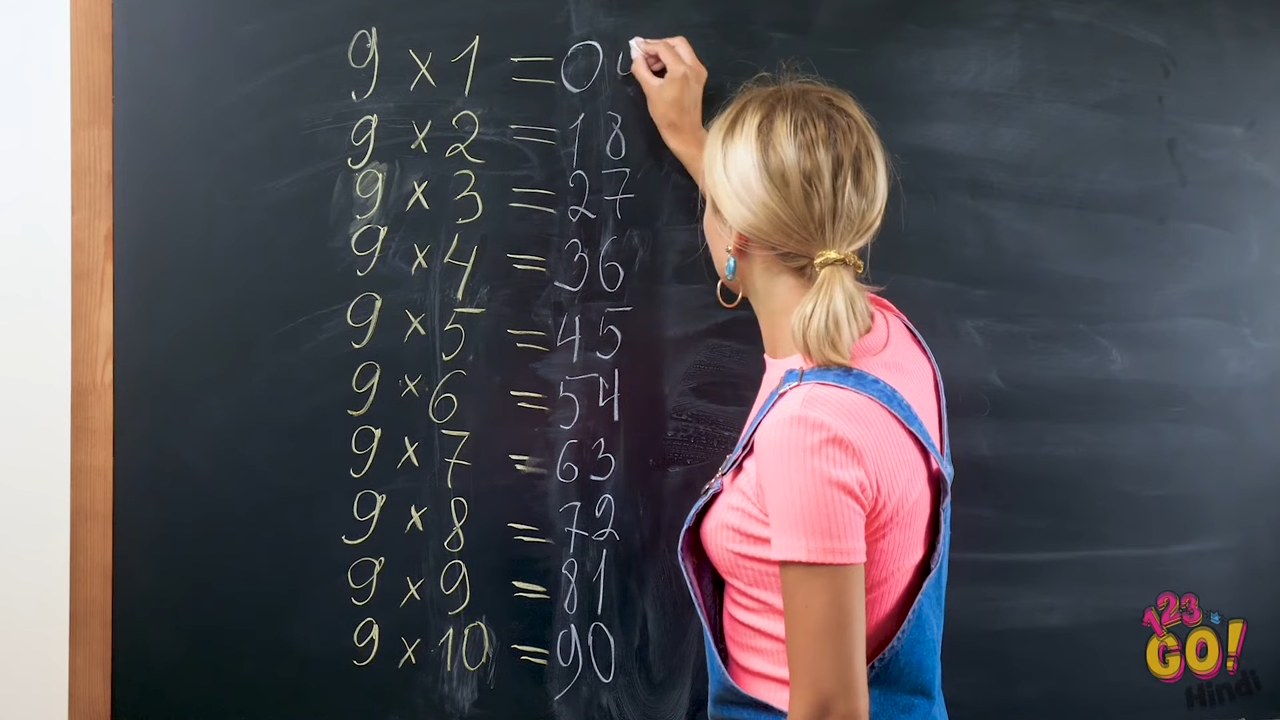 9 × 1 = 0
9 × 2 = 18
9 × 3 = 27
9 × 4 = 36
9 × 5 = 45
9 × 6 = 54
9 × 7 = 63
9 × 8 = 72
9 × 9 = 81
9 × 10 = 90
123
GO!
Hindi